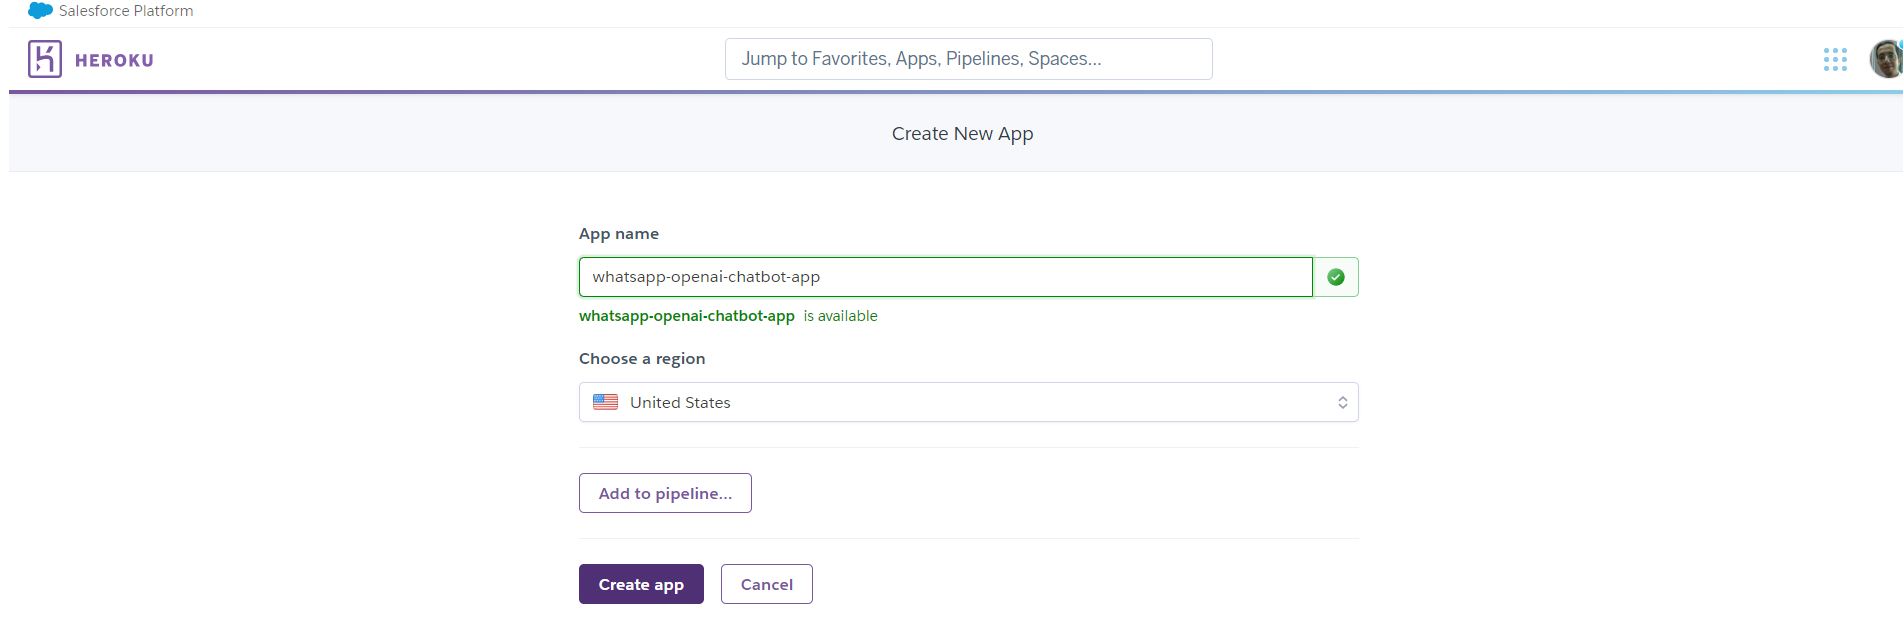 Salesforce Platform
HEROKU
Jump to Favorites, Apps, Pipelines, Spaces...
Create New App
App name
whatsapp-openai-chatbot-app
whatsapp-openai-chatbot-app is available
Choose a region
United States
Add to pipeline...
Create app
Cancel